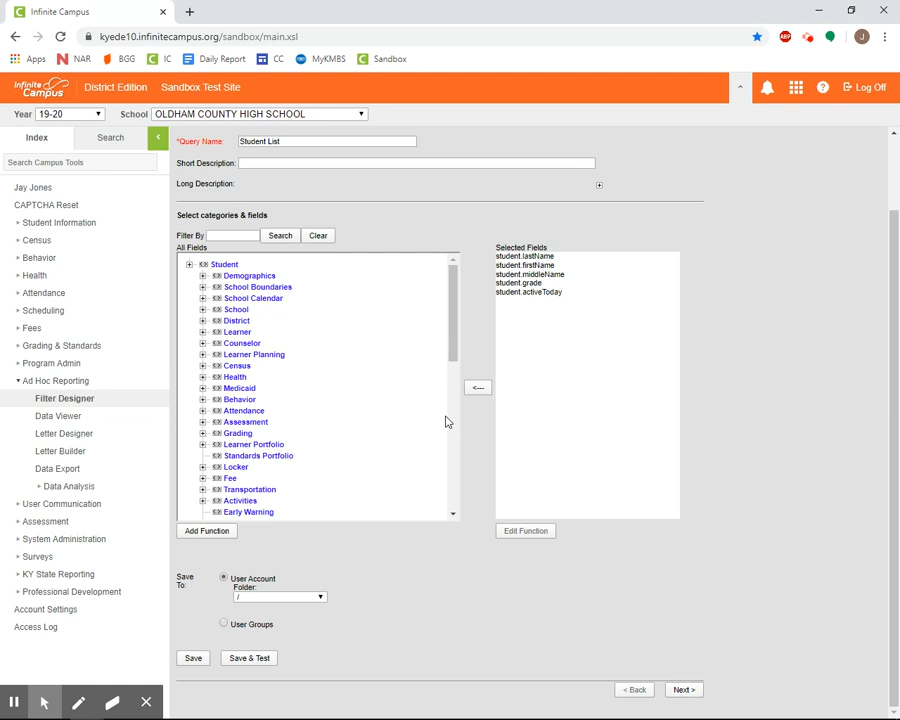 Infinite Campus
kyede10.infinitecampus.org/sandbox/main.xsl
J
Apps NAR BGG IC Daily Report CC MyKMBS Sandbox
Infinite Campus District Edition Sandbox Test Site Log Off
Year 19-20 School OLDHAM COUNTY HIGH SCHOOL
Index Search
Search Campus Tools
Jay Jones
CAPTCHA Reset
Student Information
Census
Behavior
Health
Attendance
Scheduling
Fees
Grading & Standards
Program Admin
Ad Hoc Reporting
Filter Designer
Data Viewer
Letter Designer
Letter Builder
Data Export
Data Analysis
User Communication
Assessment
System Administration
Surveys
KY State Reporting
Professional Development
Account Settings
Access Log
*Query Name: Student List
Short Description:
Long Description:
Select categories & fields
Filter By Search Clear
All Fields
Student
Demographics
School Boundaries
School Calendar
School
District
Learner
Counselor
Learner Planning
Census
Health
Medicaid
Behavior
Attendance
Assessment
Grading
Learner Portfolio
Standards Portfolio
Locker
Fee
Transportation
Activities
Early Warning
Add Function
<---
Selected Fields
student.lastName
student.firstName
student.middleName
student.grade
student.activeToday
Edit Function
Save To:
User Account
Folder:
/
User Groups
Save Save & Test
< Back Next >